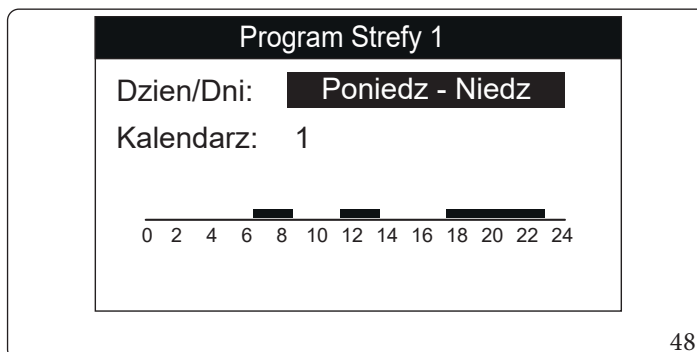 Program Strefy 1
Dzien/Dni: Poniedz - Niedz
Kalendarz: 1
0 2 4 6 8 10 12 14 16 18 20 22 24
48